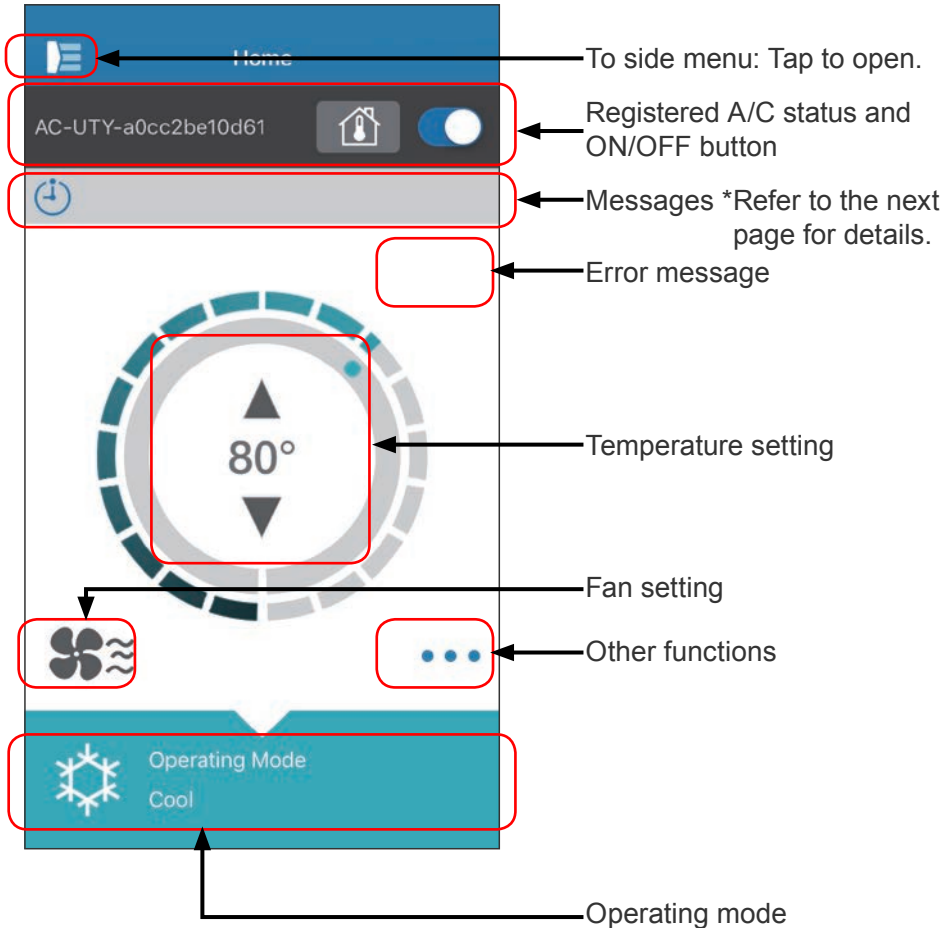 Home
To side menu: Tap to open.
AC-UTY-a0cc2be10d61
Registered A/C status and
ON/OFF button
Messages *Refer to the next
page for details.
Error message
80°
Temperature setting
Fan setting
Other functions
Operating Mode
Cool
Operating mode